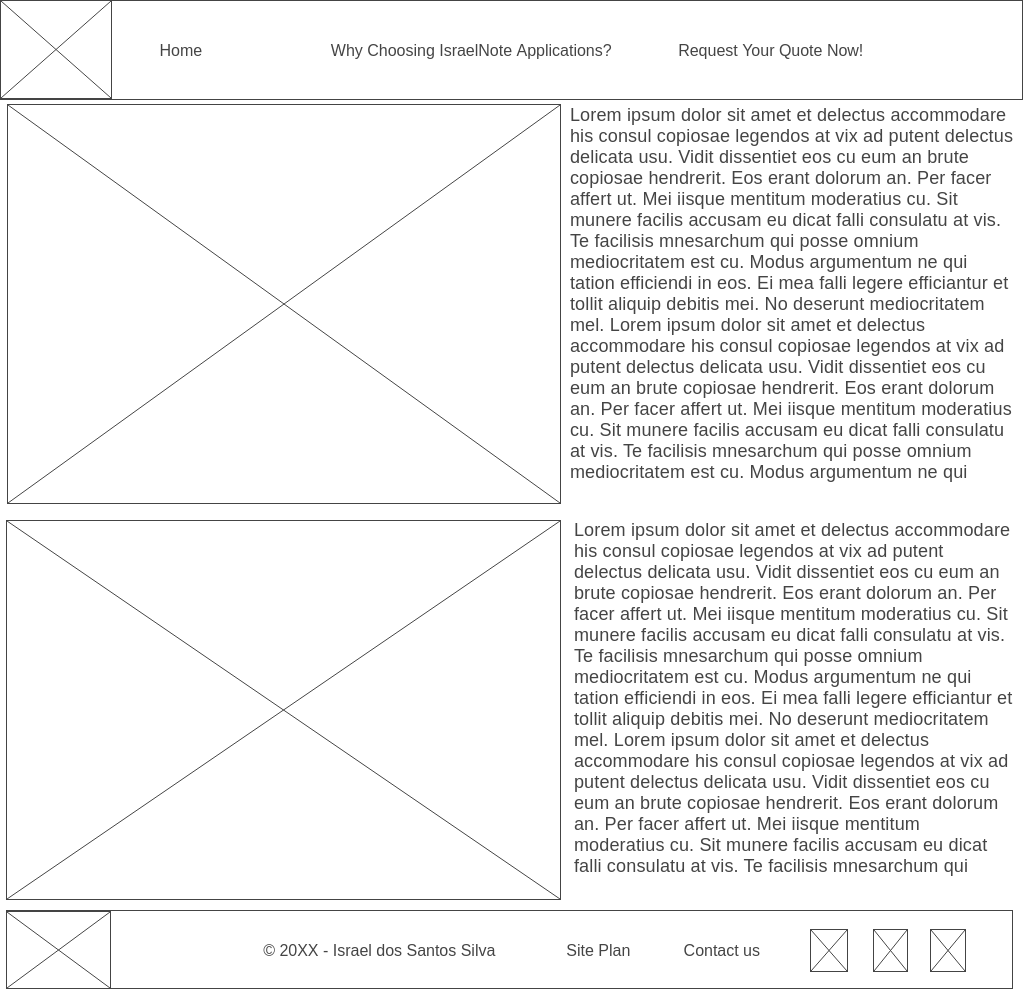 Home
Why Choosing IsraelNote Applications?
Request Your Quote Now!
Lorem ipsum dolor sit amet et delectus accommodare
his consul copiosae legendos at vix ad putent delectus
delicata usu. Vidit dissentiet eos cu eum an brute
copiosae hendrerit. Eos erant dolorum an. Per facer
affert ut. Mei iisque mentitum moderatius cu. Sit
munere facilis accusam eu dicat falli consulatu at vis.
Te facilisis mnesarchum qui posse omnium
mediocritatem est cu. Modus argumentum ne qui
tation efficiendi in eos. Ei mea falli legere efficiantur et
tollit aliquip debitis mei. No deserunt mediocritatem
mel. Lorem ipsum dolor sit amet et delectus
accommodare his consul copiosae legendos at vix ad
putent delectus delicata usu. Vidit dissentiet eos cu
eum an brute copiosae hendrerit. Eos erant dolorum
an. Per facer affert ut. Mei iisque mentitum moderatius
cu. Sit munere facilis accusam eu dicat falli consulatu
at vis. Te facilisis mnesarchum qui posse omnium
mediocritatem est cu. Modus argumentum ne qui
Lorem ipsum dolor sit amet et delectus accommodare
his consul copiosae legendos at vix ad putent
delectus delicata usu. Vidit dissentiet eos cu eum an
brute copiosae hendrerit. Eos erant dolorum an. Per
facer affert ut. Mei iisque mentitum moderatius cu. Sit
munere facilis accusam eu dicat falli consulatu at vis.
Te facilisis mnesarchum qui posse omnium
mediocritatem est cu. Modus argumentum ne qui
tation efficiendi in eos. Ei mea falli legere efficiantur et
tollit aliquip debitis mei. No deserunt mediocritatem
mel. Lorem ipsum dolor sit amet et delectus
accommodare his consul copiosae legendos at vix ad
putent delectus delicata usu. Vidit dissentiet eos cu
eum an brute copiosae hendrerit. Eos erant dolorum
an. Per facer affert ut. Mei iisque mentitum
moderatius cu. Sit munere facilis accusam eu dicat
falli consulatu at vis. Te facilisis mnesarchum qui
© 20XX - Israel dos Santos Silva
Site Plan
Contact us